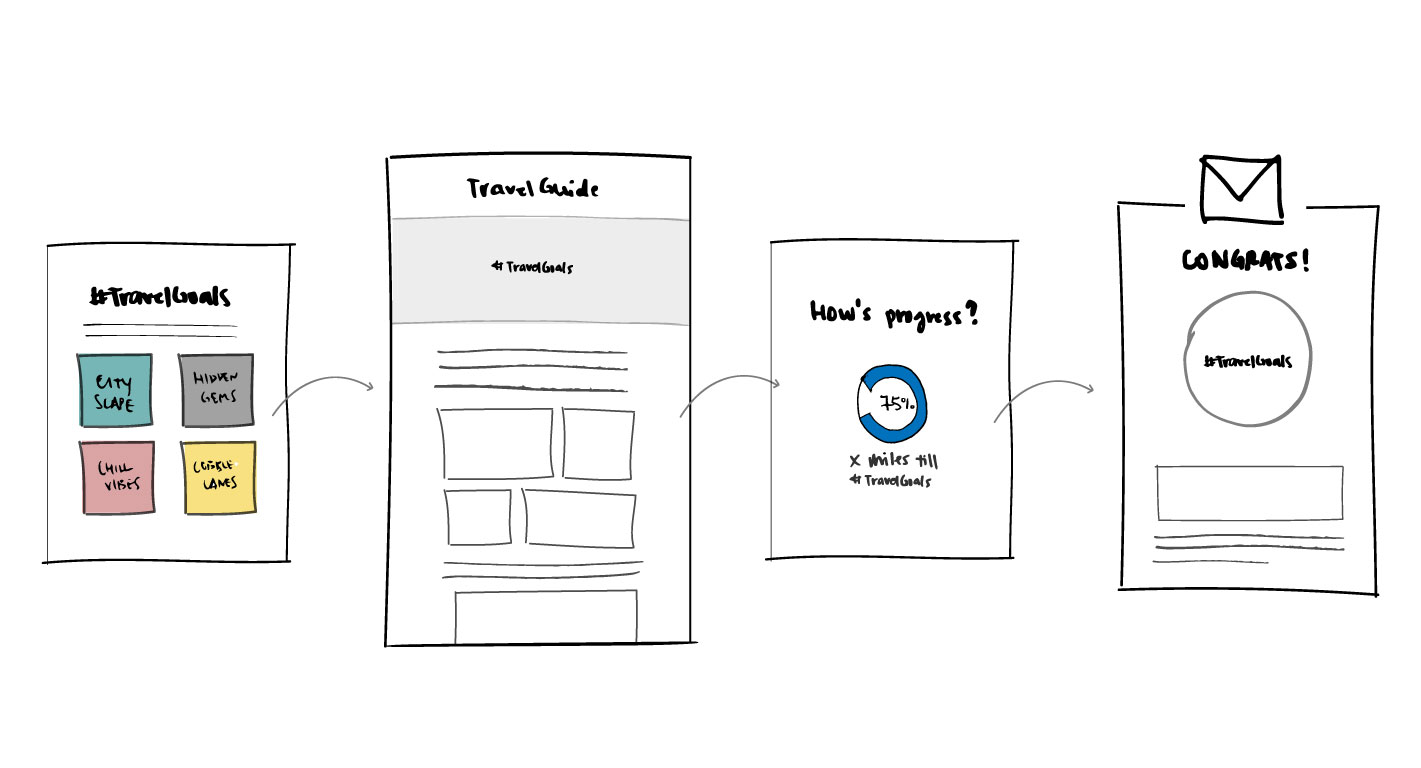 #TravelGoals
CITY
SCAPE
HIDDEN
GEMS
CHILL
VIBES
COBBLE
LANES
Travel Guide
#TravelGoals
How's progress?
75%
X miles till
#TravelGoals
CONGRATS!
#TravelGoals